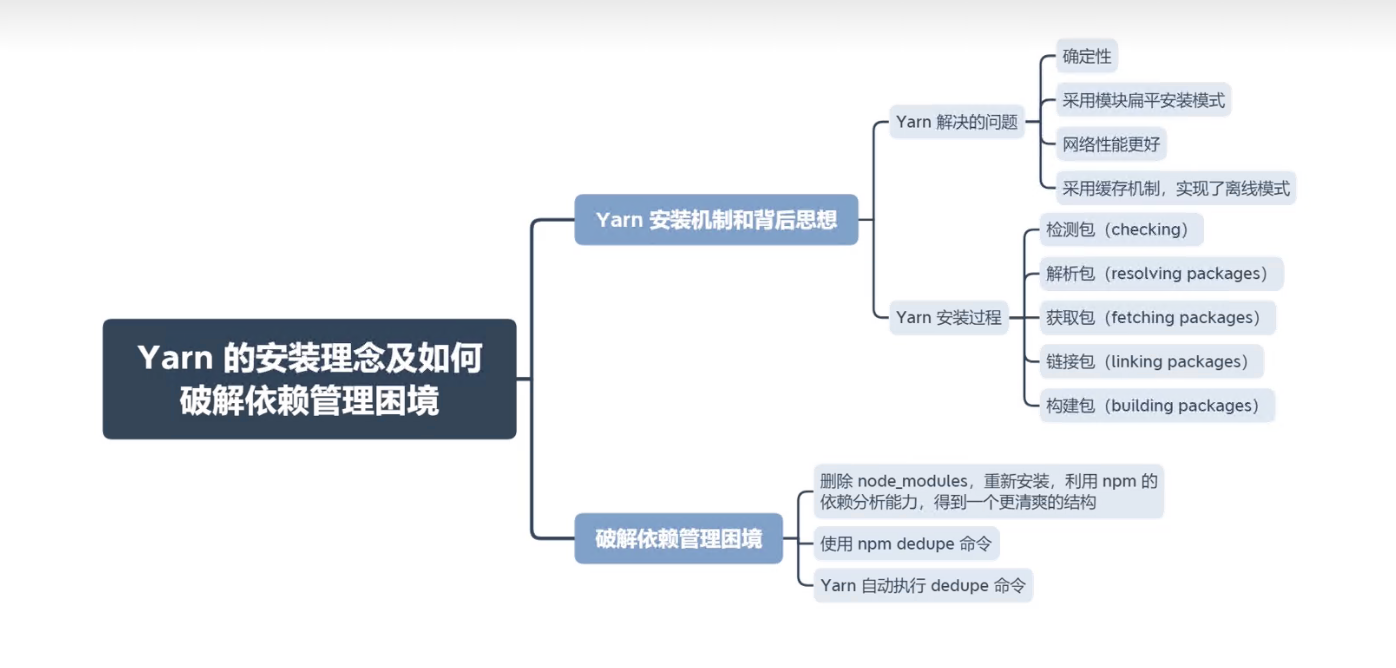 Yarn 的安装理念及如何
破解依赖管理困境
Yarn 安装机制和背后思想
Yarn 解决的问题
确定性
采用模块扁平安装模式
网络性能更好
采用缓存机制，实现了离线模式
Yarn 安装过程
检测包（checking）
解析包（resolving packages）
获取包（fetching packages）
链接包（linking packages）
构建包（building packages）
破解依赖管理困境
删除 node_modules，重新安装，利用 npm 的
依赖分析能力，得到一个更清爽的结构
使用 npm dedupe 命令
Yarn 自动执行 dedupe 命令